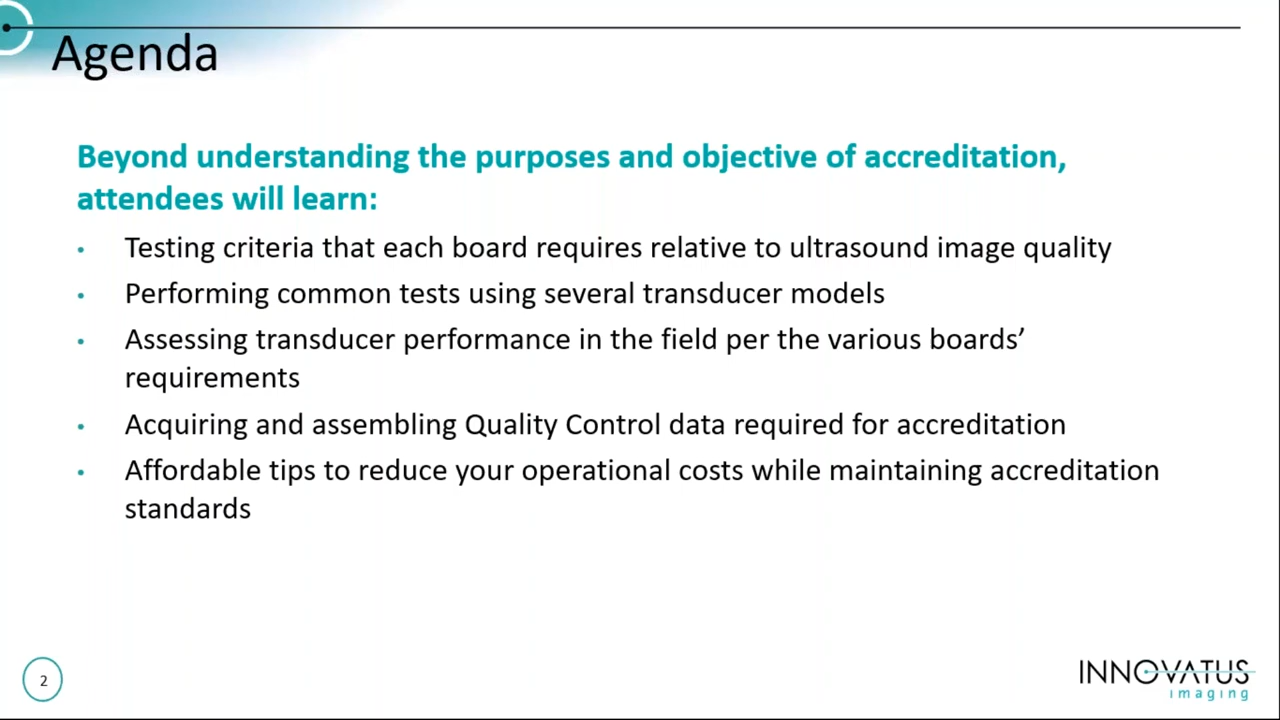 Agenda
Beyond understanding the purposes and objective of accreditation,
attendees will learn:
• Testing criteria that each board requires relative to ultrasound image quality
• Performing common tests using several transducer models
• Assessing transducer performance in the field per the various boards’
requirements
• Acquiring and assembling Quality Control data required for accreditation
• Affordable tips to reduce your operational costs while maintaining accreditation
standards
2
INNOVATUS
imaging